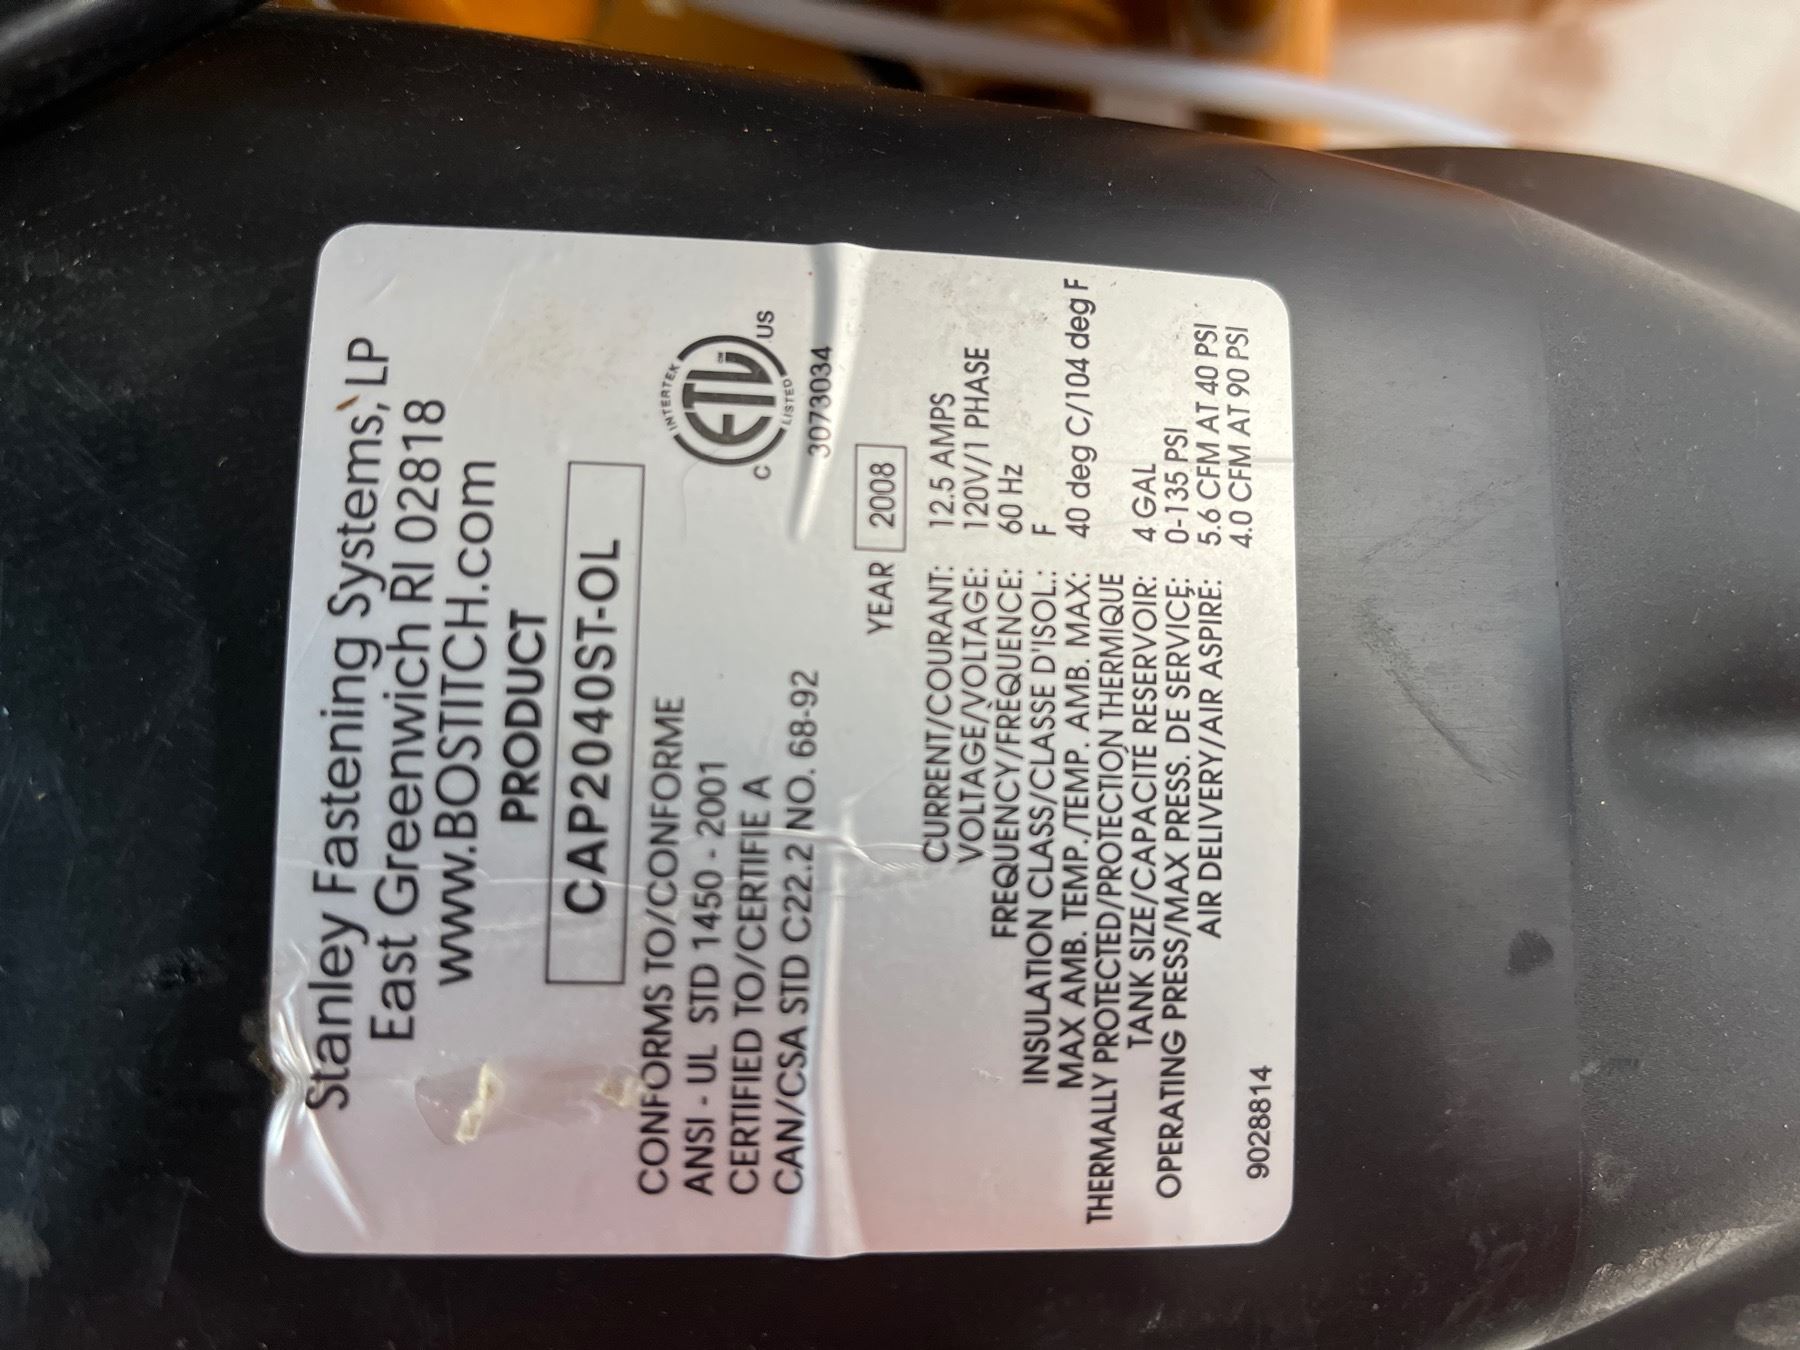 Stanley Fastening Systems, LP
East Greenwich RI 02818
www.BOSTITCH.com
PRODUCT
CAP2040ST-OL
CONFORMS TO/CONFORME
ANSI - UL STD 1450 - 2001
CERTIFIED TO/CERTIFIE A
CAN/CSA STD C22.2 NO. 68-92
INTERTEK
C ETL CM US
LISTED
3073034
YEAR 2008
CURRENT/COURANT: 12.5 AMPS
VOLTAGE/VOLTAGE: 120V/1 PHASE
FREQUENCY/FREQUENCE: 60 Hz
INSULATION CLASS/CLASSE D'ISOL.: F
MAX AMB. TEMP./TEMP. AMB. MAX: 40 deg C/104 deg F
THERMALLY PROTECTED/PROTECTION THERMIQUE
TANK SIZE/CAPACITE RESERVOIR: 4 GAL
OPERATING PRESS/MAX PRESS. DE SERVICE: 0-135 PSI
AIR DELIVERY/AIR ASPIRE: 5.6 CFM AT 40 PSI
4.0 CFM AT 90 PSI
9028814